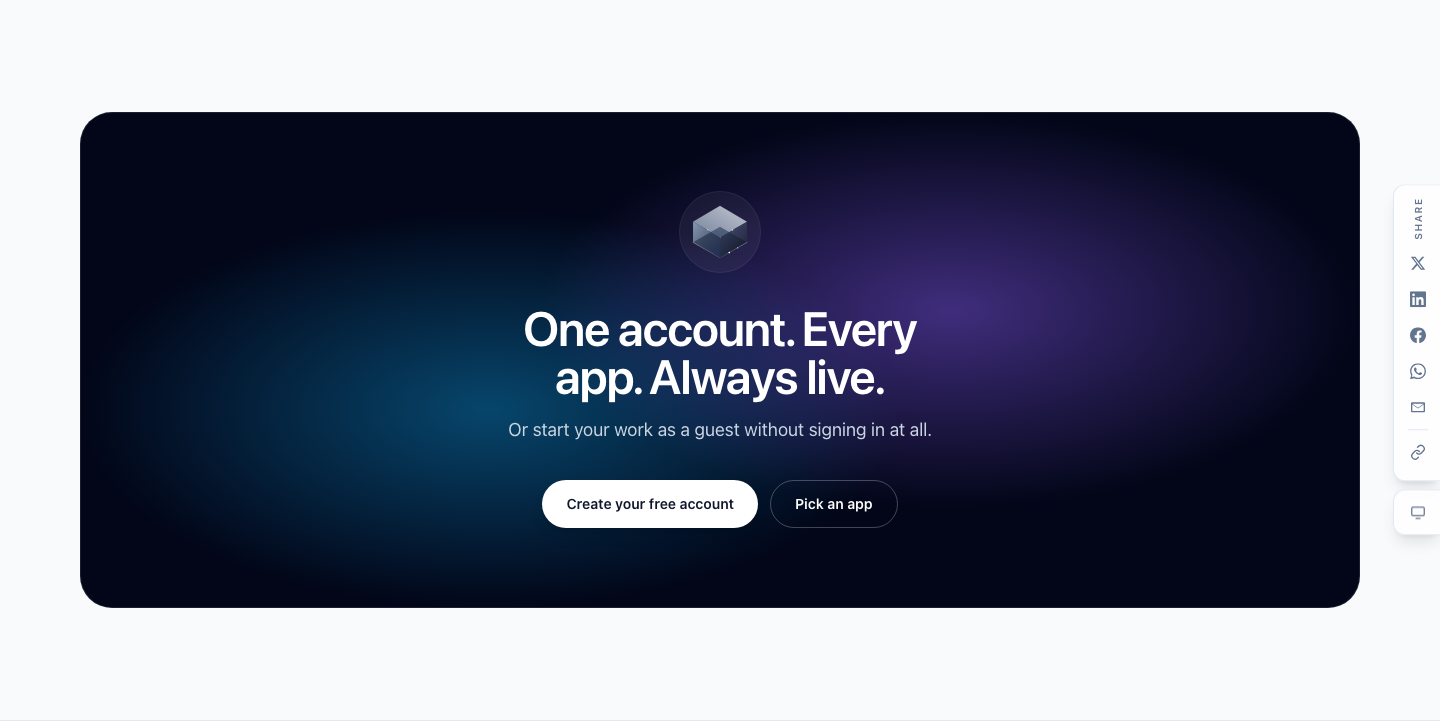 One account. Every
app. Always live.
Or start your work as a guest without signing in at all.
Create your free account
Pick an app
SHARE